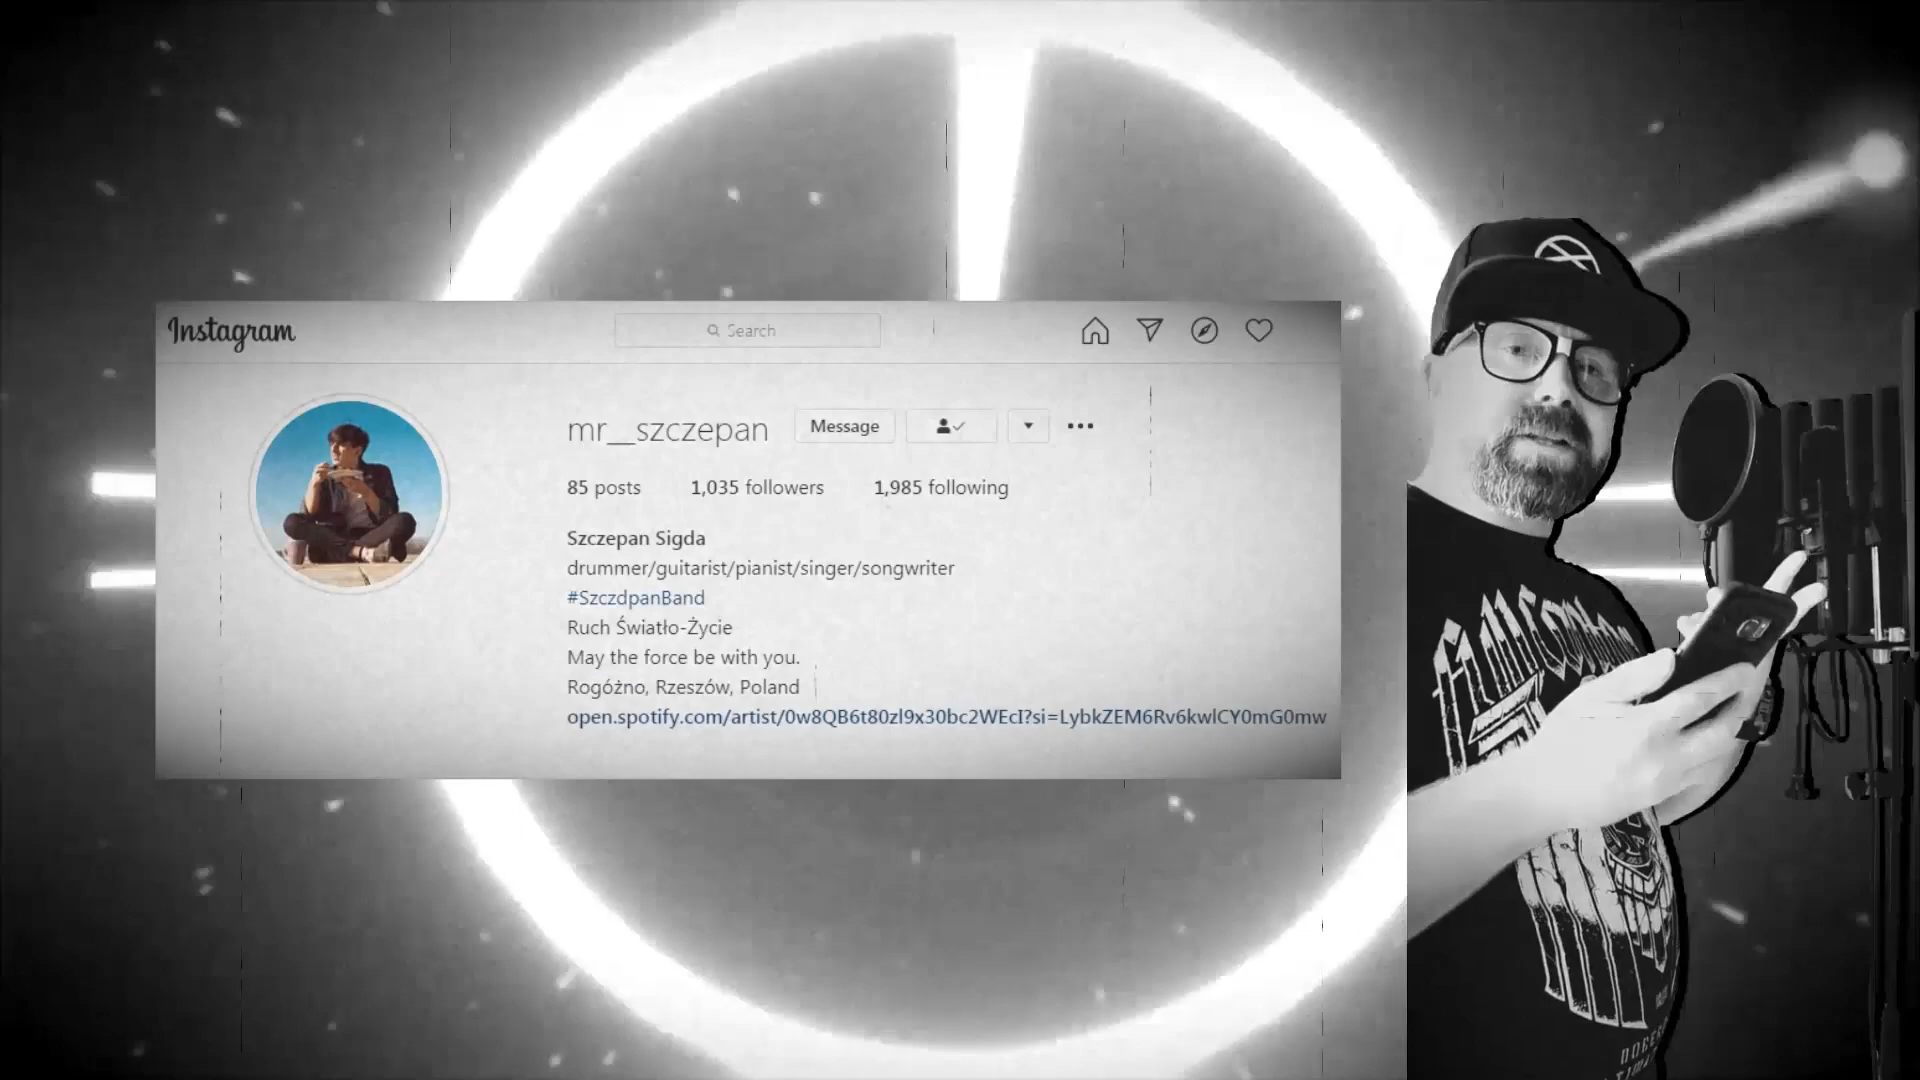 Instagram
Search
mr__szczepan
Message
85 posts 1,035 followers 1,985 following
Szczepan Sigda
drummer/guitarist/pianist/singer/songwriter
#SzczdpanBand
Ruch Światło-Życie
May the force be with you.
Rogóżno, Rzeszów, Poland
open.spotify.com/artist/0w8QB6t80zl9x30bc2WEcI?si=LybkZEM6Rv6kwlCY0mG0mw